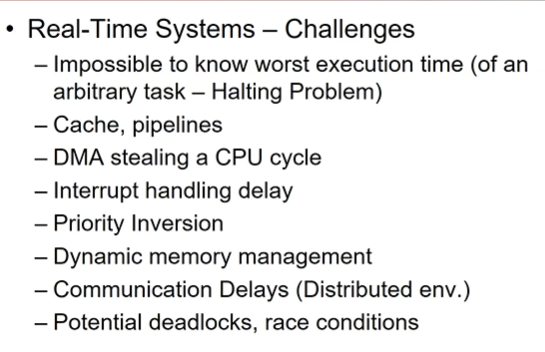 • Real-Time Systems – Challenges
– Impossible to know worst execution time (of an
arbitrary task – Halting Problem)
– Cache, pipelines
– DMA stealing a CPU cycle
– Interrupt handling delay
– Priority Inversion
– Dynamic memory management
– Communication Delays (Distributed env.)
– Potential deadlocks, race conditions